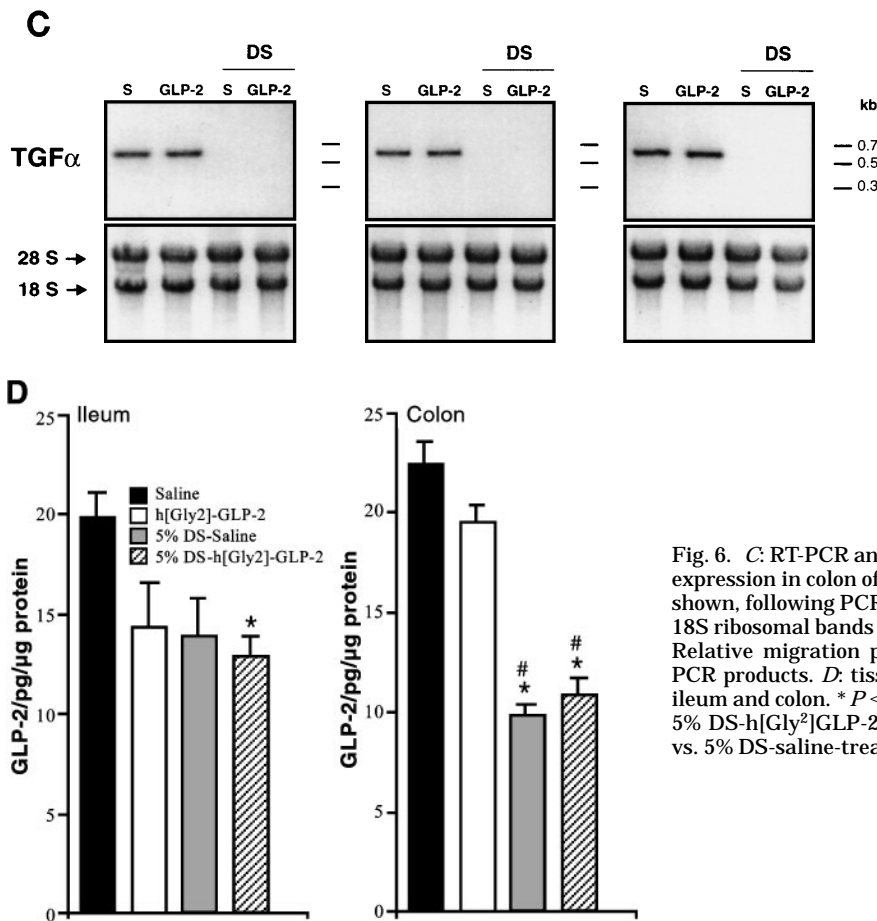 C
DS DS DS
S GLP-2 S GLP-2 S GLP-2 S GLP-2 S GLP-2 S GLP-2
kb
TGFα
0.7
0.5
0.3
28 S →
18 S →
D
Ileum
25
20
15
10
5
0
GLP-2/pg/µg protein
Saline
h[Gly2]-GLP-2
5% DS-Saline
5% DS-h[Gly2]-GLP-2
*
Colon
25
20
15
10
5
0
GLP-2/pg/µg protein
# #
* *
Fig. 6. C: RT-PCR an
expression in colon of
shown, following PCR
18S ribosomal bands
Relative migration p
PCR products. D: tis
ileum and colon. * P <
5% DS-h[Gly²]GLP-2
vs. 5% DS-saline-trea